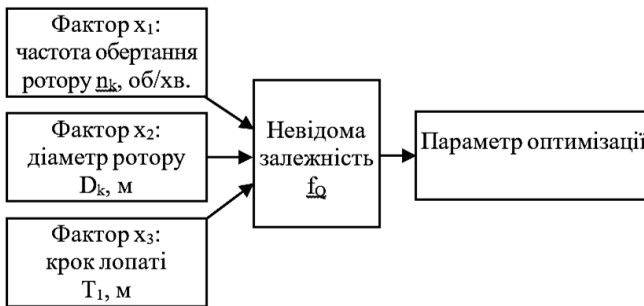 Фактор x₁:
частота обертання
ротору nₖ, об/хв.
Фактор x₂:
діаметр ротору
Dₖ, м
Фактор x₃:
крок лопаті
T₁, м
Невідома
залежність
f_Q
Параметр оптимізації